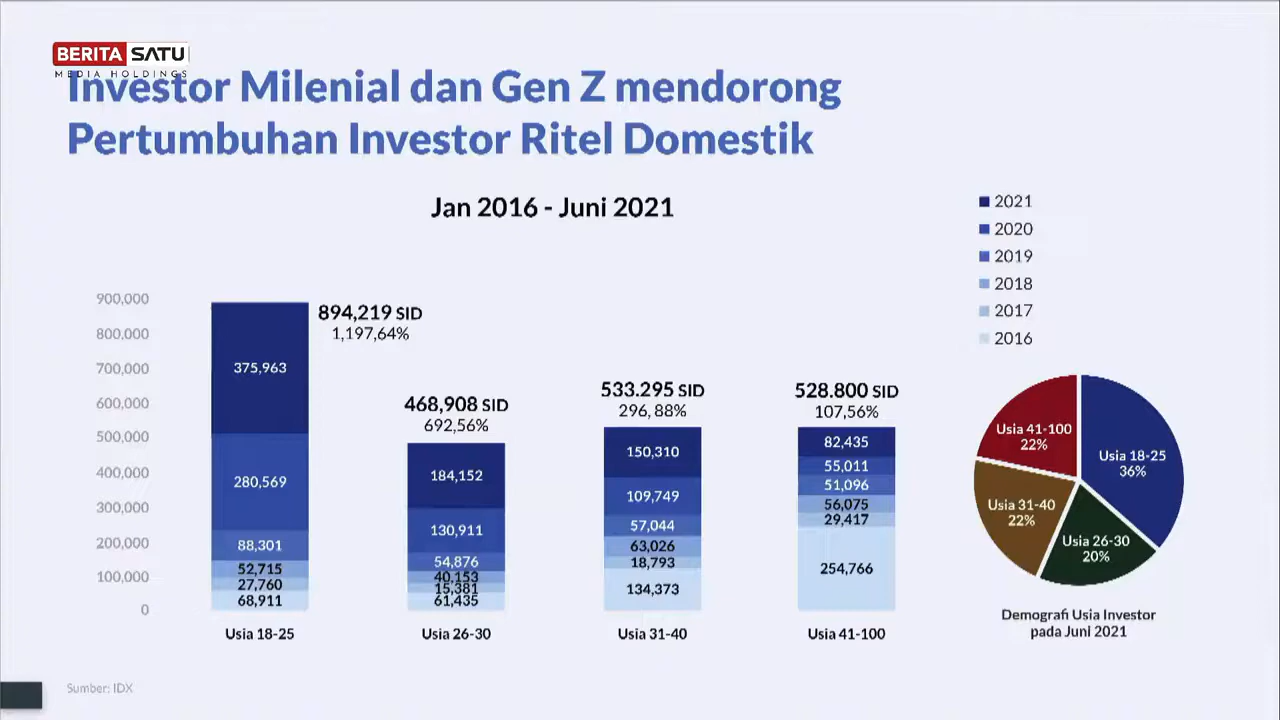 BERITA SATU
MEDIA HOLDINGS
Investor Milenial dan Gen Z mendorong
Pertumbuhan Investor Ritel Domestik
Jan 2016 - Juni 2021
2021
2020
2019
2018
2017
2016
900,000
800,000
700,000
600,000
500,000
400,000
300,000
200,000
100,000
0
894,219 SID
1,197,64%
375,963
280,569
88,301
52,715
27,760
68,911
Usia 18-25
468,908 SID
692,56%
184,152
130,911
54,876
40,153
15,381
61,435
Usia 26-30
533.295 SID
296, 88%
150,310
109,749
57,044
63,026
18,793
134,373
Usia 31-40
528.800 SID
107,56%
82,435
55,011
51,096
56,075
29,417
254,766
Usia 41-100
Usia 41-100
22%
Usia 18-25
36%
Usia 31-40
22%
Usia 26-30
20%
Demografi Usia Investor
pada Juni 2021
Sumber: IDX